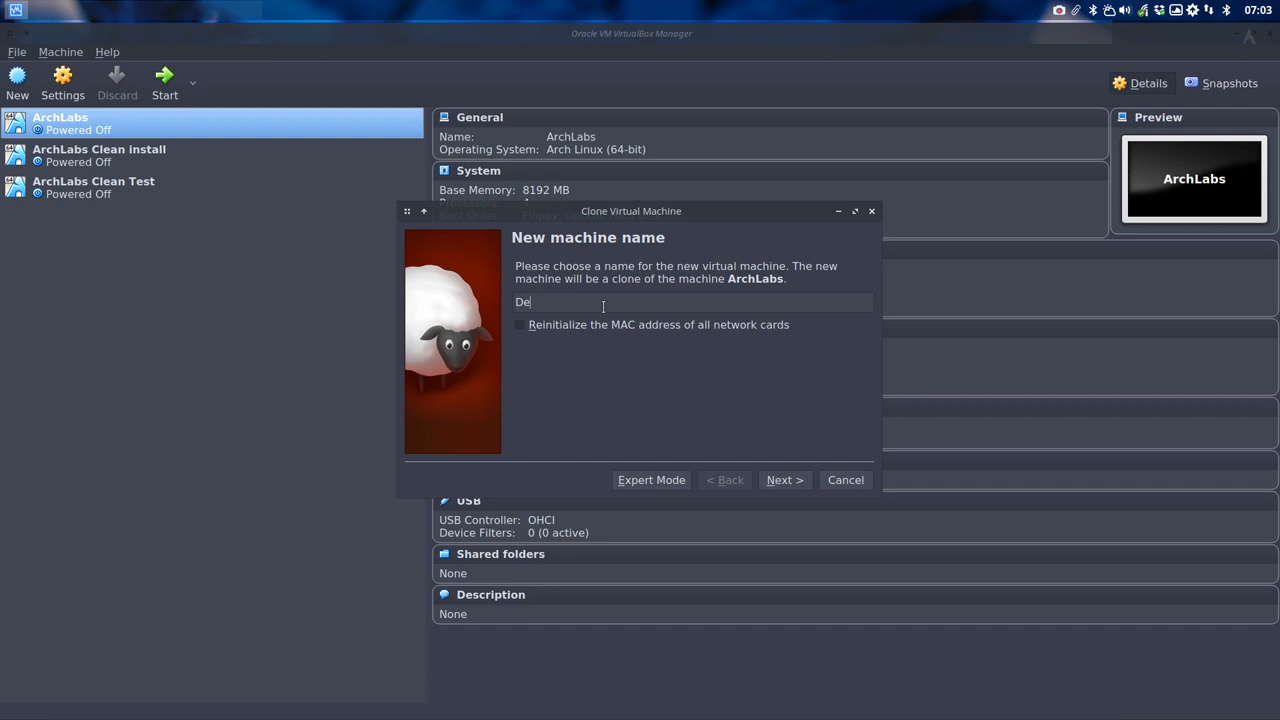 07:03
Oracle VM VirtualBox Manager
File Machine Help
New Settings Discard Start
Details Snapshots
64 ArchLabs
Powered Off
64 ArchLabs Clean install
Powered Off
64 ArchLabs Clean Test
Powered Off
General
Name: ArchLabs
Operating System: Arch Linux (64-bit)
System
Base Memory: 8192 MB
Preview
ArchLabs
Clone Virtual Machine
New machine name
Please choose a name for the new virtual machine. The new
machine will be a clone of the machine ArchLabs.
De
Reinitialize the MAC address of all network cards
Expert Mode < Back Next > Cancel
USB
USB Controller: OHCI
Device Filters: 0 (0 active)
Shared folders
None
Description
None